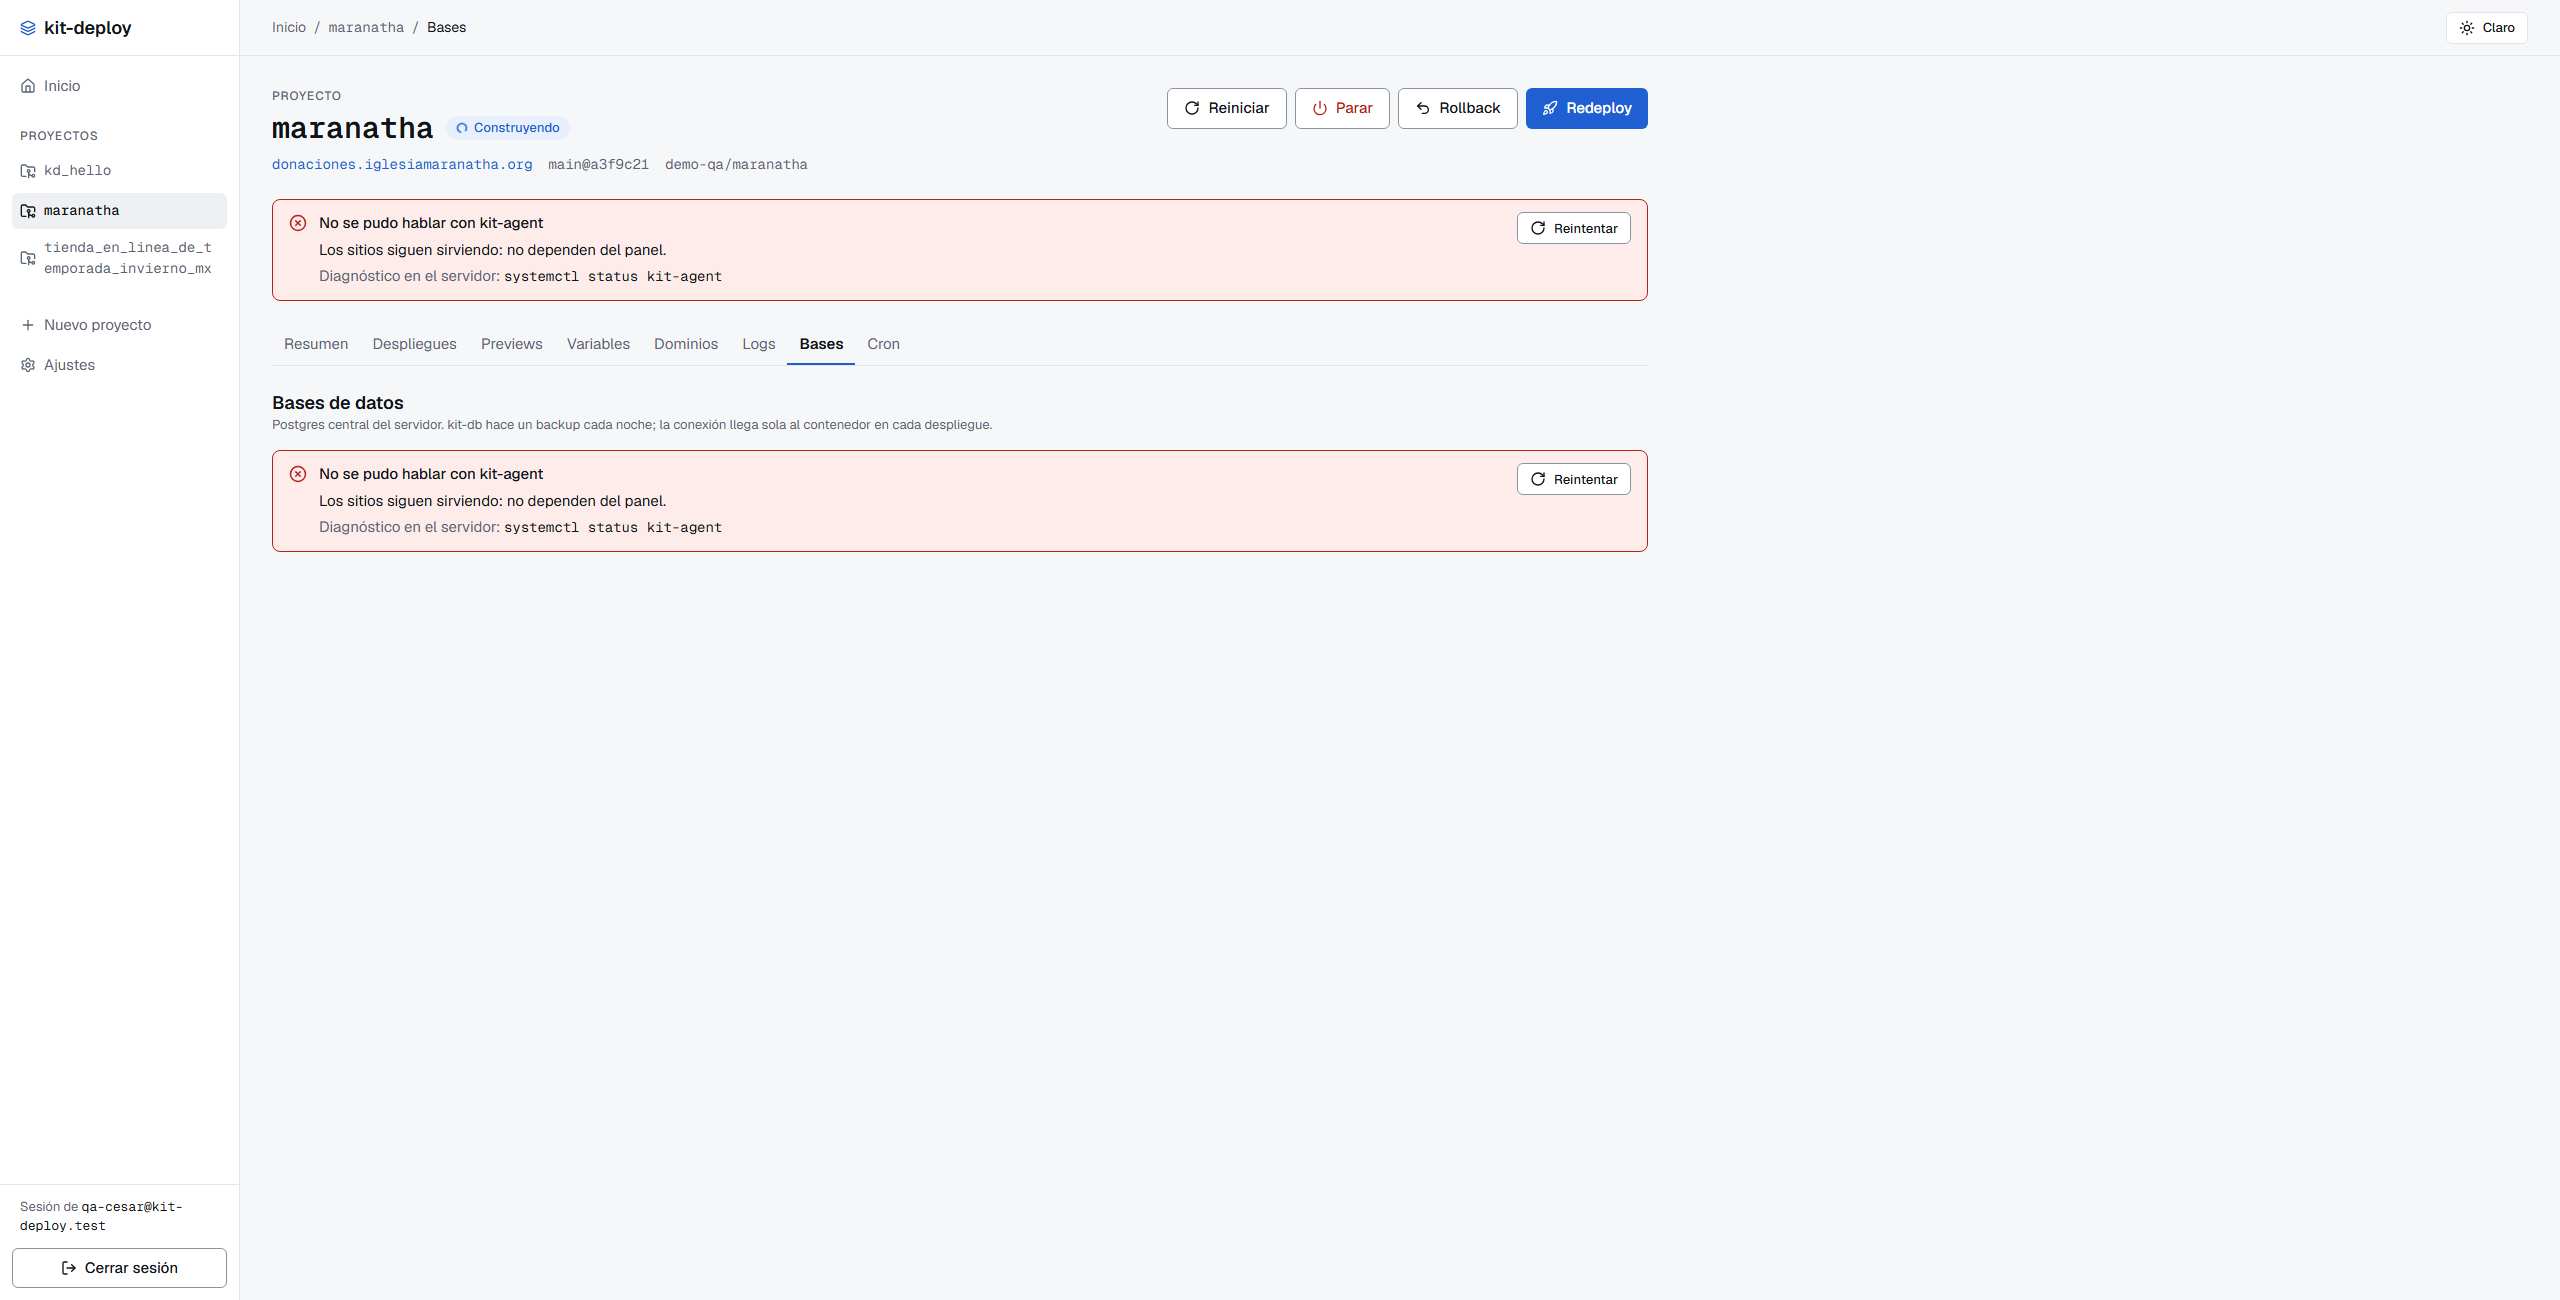 kit-deploy
Inicio / maranatha / Bases
Claro
Inicio
PROYECTOS
kd_hello
maranatha
tienda_en_linea_de_t
emporada_invierno_mx
Nuevo proyecto
Ajustes
PROYECTO
maranatha
Construyendo
Reiniciar
Parar
Rollback
Redeploy
donaciones.iglesiamaranatha.org main@a3f9c21 demo-qa/maranatha
No se pudo hablar con kit-agent
Los sitios siguen sirviendo: no dependen del panel.
Diagnóstico en el servidor: systemctl status kit-agent
Reintentar
Resumen Despliegues Previews Variables Dominios Logs Bases Cron
Bases de datos
Postgres central del servidor. kit-db hace un backup cada noche; la conexión llega sola al contenedor en cada despliegue.
No se pudo hablar con kit-agent
Los sitios siguen sirviendo: no dependen del panel.
Diagnóstico en el servidor: systemctl status kit-agent
Reintentar
Sesión de qa-cesar@kit-
deploy.test
Cerrar sesión